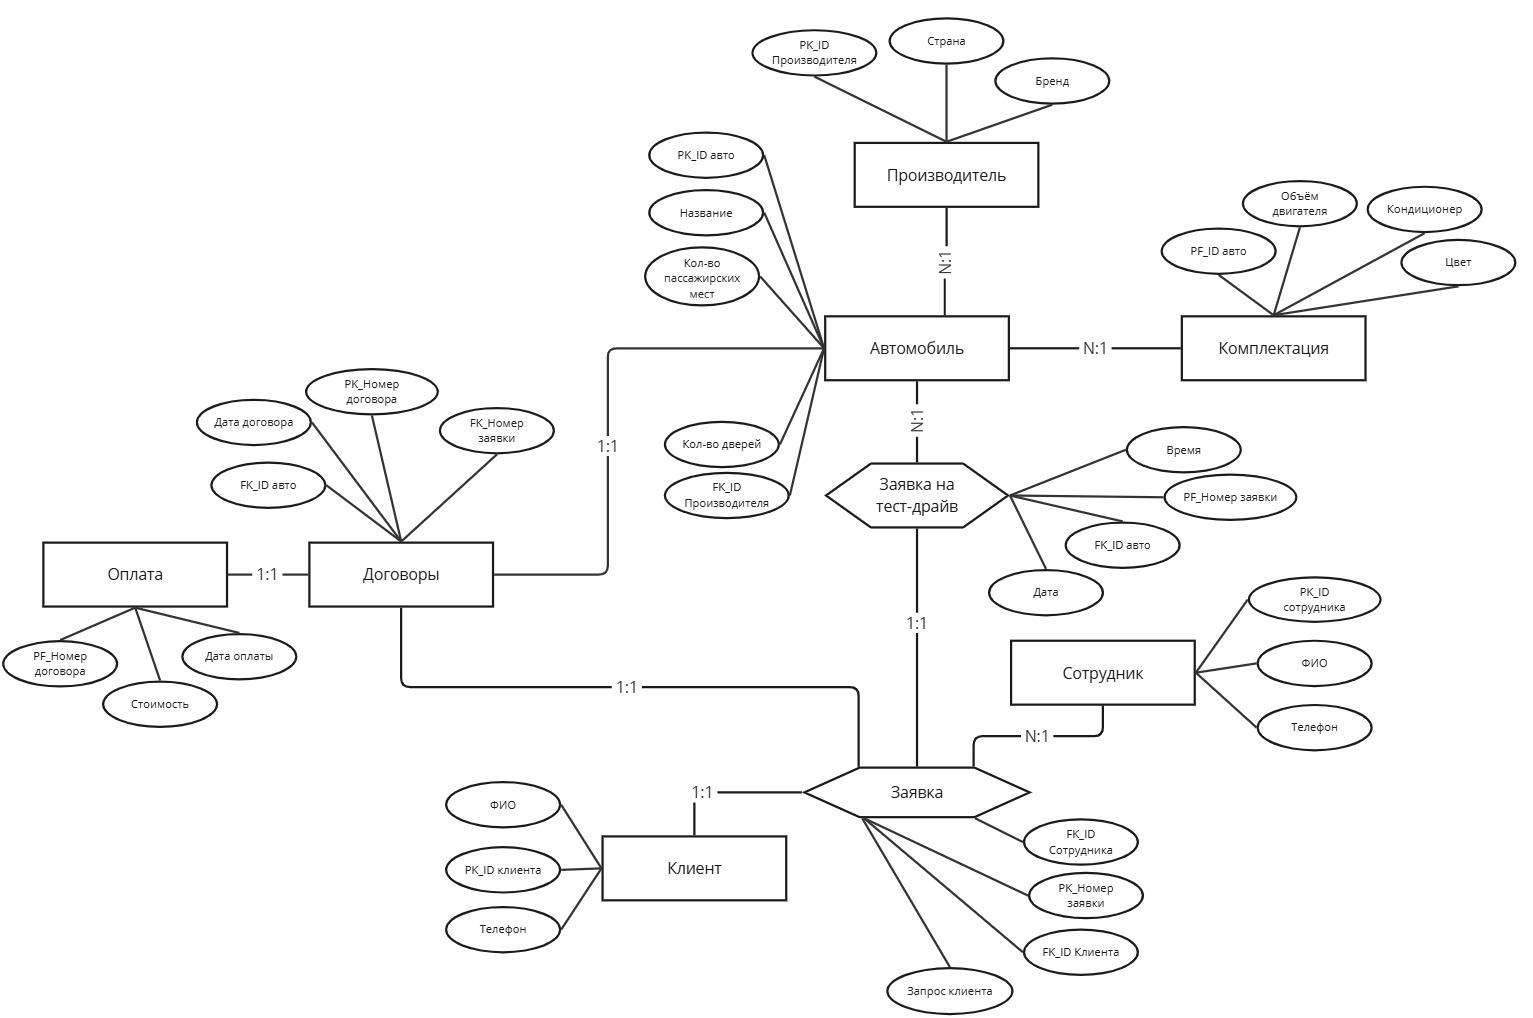 PK_ID
Производителя
Страна
Бренд
Производитель
PK_ID авто
Название
Кол-во
пассажирских
мест
N:1
PF_ID авто
Объём
двигателя
Кондиционер
Цвет
Автомобиль
N:1
Комплектация
Дата договора
PK_Номер
договора
FK_Номер
заявки
FK_ID авто
1:1
Кол-во дверей
FK_ID
Производителя
N:1
Заявка на
тест-драйв
Время
PF_Номер заявки
FK_ID авто
Дата
Оплата
1:1
Договоры
PF_Номер
договора
Стоимость
Дата оплаты
1:1
1:1
Сотрудник
PK_ID
сотрудника
ФИО
Телефон
N:1
1:1
Заявка
ФИО
PK_ID клиента
Телефон
Клиент
FK_ID
Сотрудника
PK_Номер
заявки
FK_ID Клиента
Запрос клиента